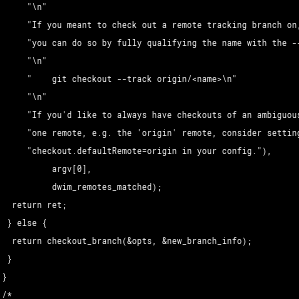 "\n"
"If you meant to check out a remote tracking branch on,
"you can do so by fully qualifying the name with the --
"\n"
"    git checkout --track origin/<name>\n"
"\n"
"If you'd like to always have checkouts of an ambiguou
"one remote, e.g. the 'origin' remote, consider setting
"checkout.defaultRemote=origin in your config."),
argv[0],
dwim_remotes_matched);
return ret;
} else {
return checkout_branch(&opts, &new_branch_info);
}
}
/*